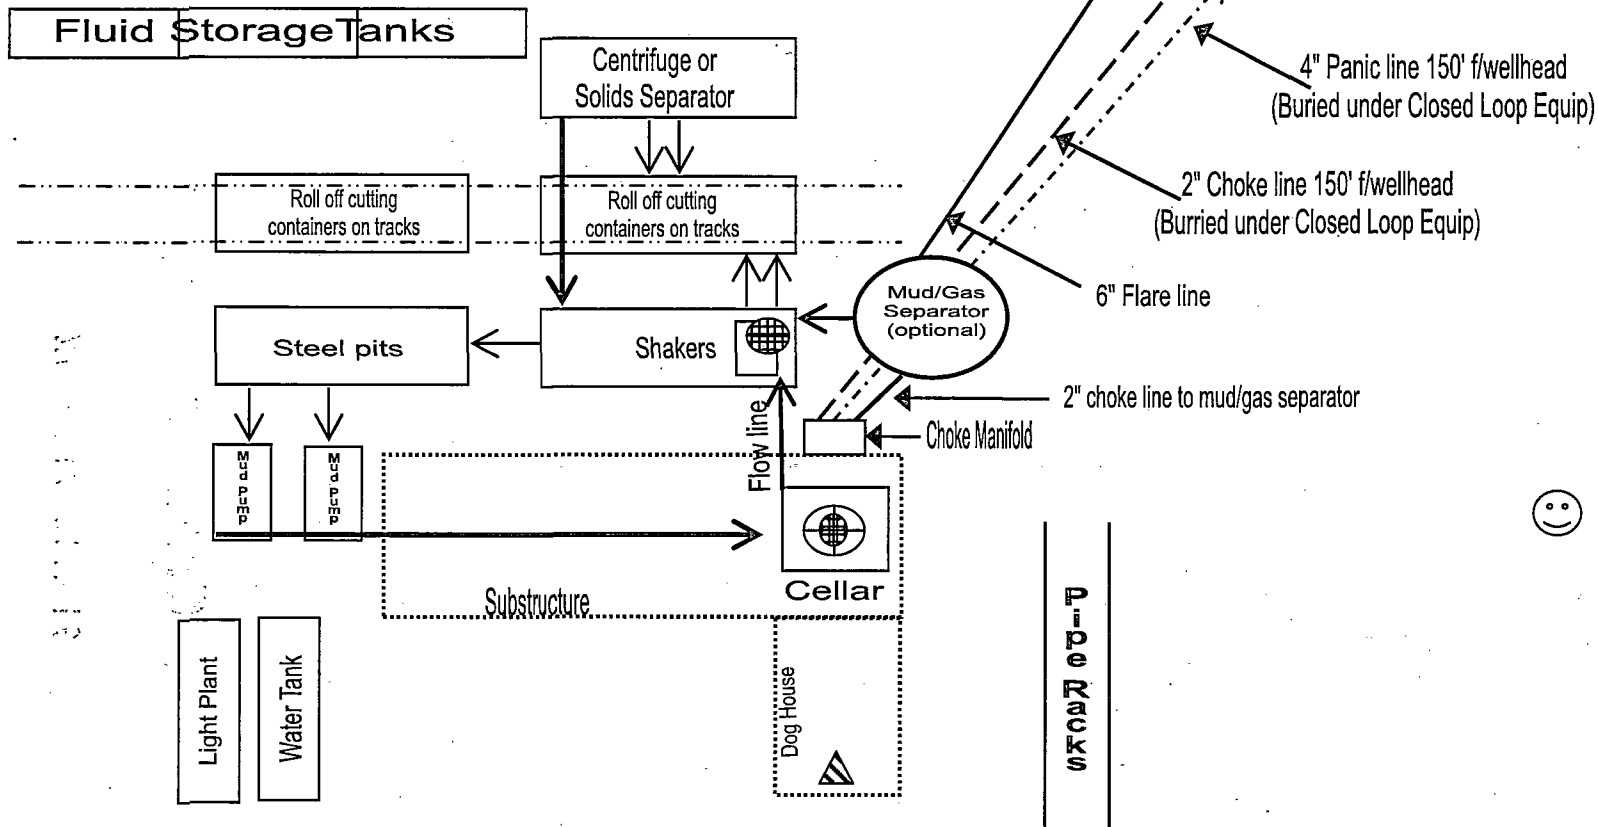 Fluid StorageTanks
Centrifuge or
Solids Separator
4" Panic line 150' f/wellhead
(Buried under Closed Loop Equip)
2" Choke line 150' f/wellhead
(Burried under Closed Loop Equip)
Roll off cutting
containers on tracks
Roll off cutting
containers on tracks
6" Flare line
Mud/Gas
Separator
(optional)
Steel pits
Shakers
2" choke line to mud/gas separator
Choke Manifold
Flow line
Mud Pump
Mud Pump
Cellar
Substructure
Pipe Racks
Light Plant
Water Tank
Dog House